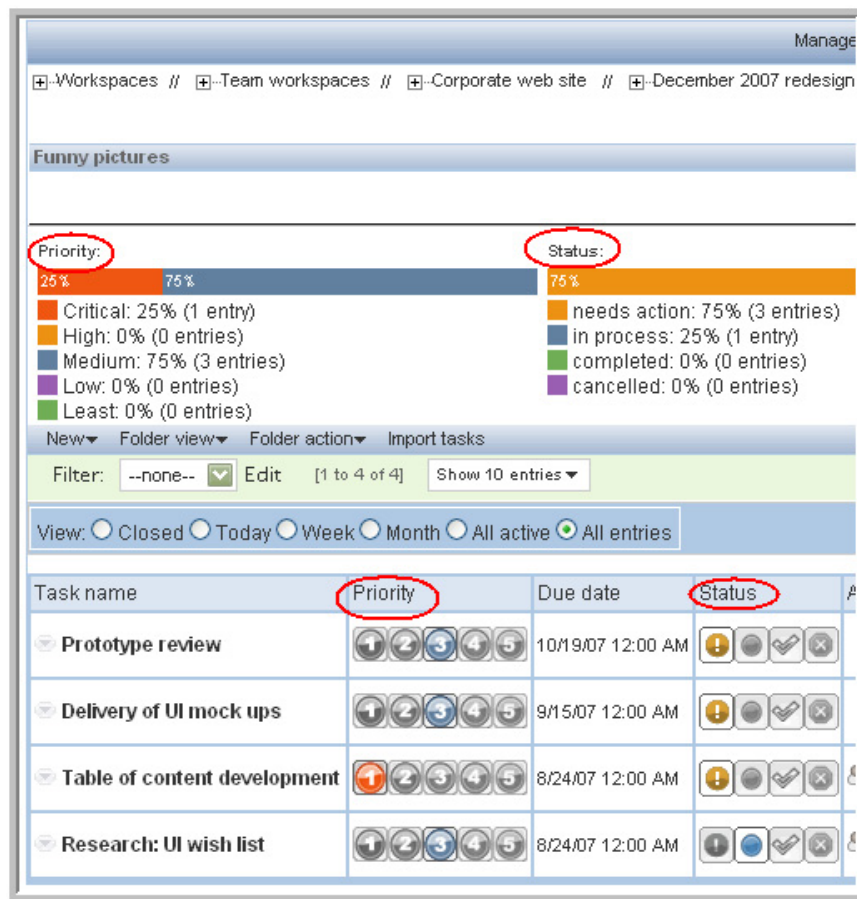 Manage
Workspaces // Team workspaces // Corporate web site // December 2007 redesign
Funny pictures
Priority: Status:
25% 75% 75%
Critical: 25% (1 entry) needs action: 75% (3 entries)
High: 0% (0 entries) in process: 25% (1 entry)
Medium: 75% (3 entries) completed: 0% (0 entries)
Low: 0% (0 entries) cancelled: 0% (0 entries)
Least: 0% (0 entries)
New Folder view Folder action Import tasks
Filter: --none-- Edit [1 to 4 of 4] Show 10 entries
View: Closed Today Week Month All active All entries
Task name Priority Due date Status A
Prototype review 1 2 3 4 5 10/19/07 12:00 AM
Delivery of UI mock ups 1 2 3 4 5 9/15/07 12:00 AM
Table of content development 1 2 3 4 5 8/24/07 12:00 AM
Research: UI wish list 1 2 3 4 5 8/24/07 12:00 AM